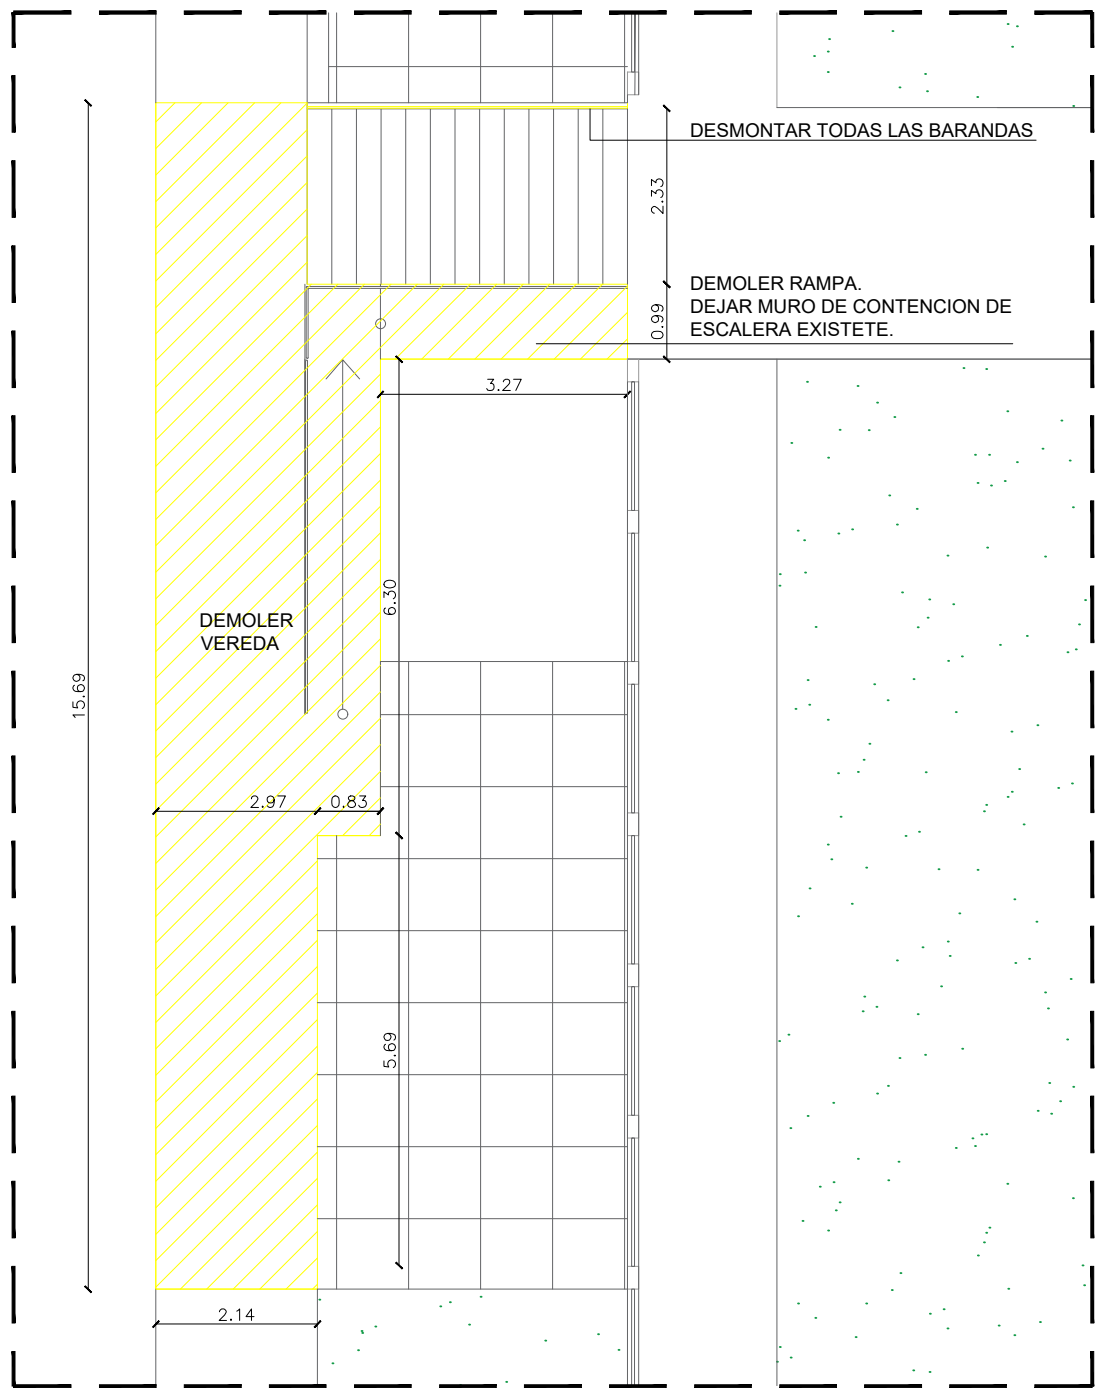 DESMONTAR TODAS LAS BARANDAS
2.33
DEMOLER RAMPA.
DEJAR MURO DE CONTENCION DE
ESCALERA EXISTETE.
0.99
3.27
6.30
DEMOLER
VEREDA
15.69
2.97
0.83
5.69
2.14